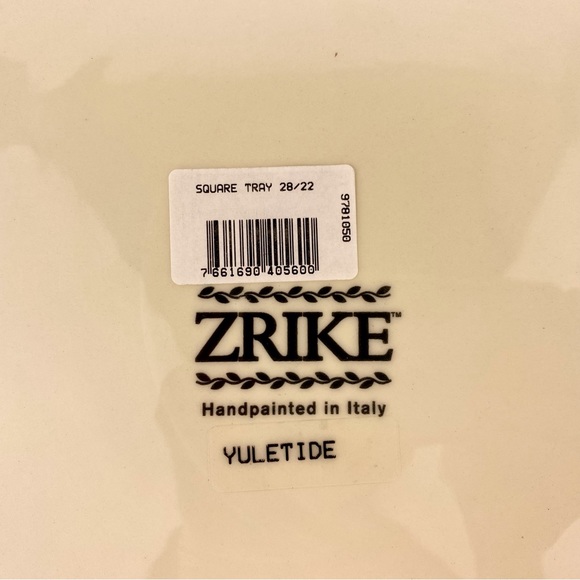 SQUARE TRAY 28/22
9781050
7 661690 405600
ZRIKE™
Handpainted in Italy
YULETIDE